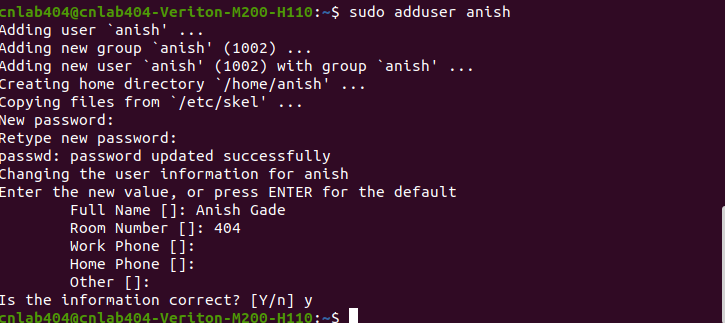 cnlab404@cnlab404-Veriton-M200-H110:~$ sudo adduser anish
Adding user `anish' ...
Adding new group `anish' (1002) ...
Adding new user `anish' (1002) with group `anish' ...
Creating home directory `/home/anish' ...
Copying files from `/etc/skel' ...
New password:
Retype new password:
passwd: password updated successfully
Changing the user information for anish
Enter the new value, or press ENTER for the default
Full Name []: Anish Gade
Room Number []: 404
Work Phone []:
Home Phone []:
Other []:
Is the information correct? [Y/n] y
cnlab404@cnlab404-Veriton-M200-H110:~$